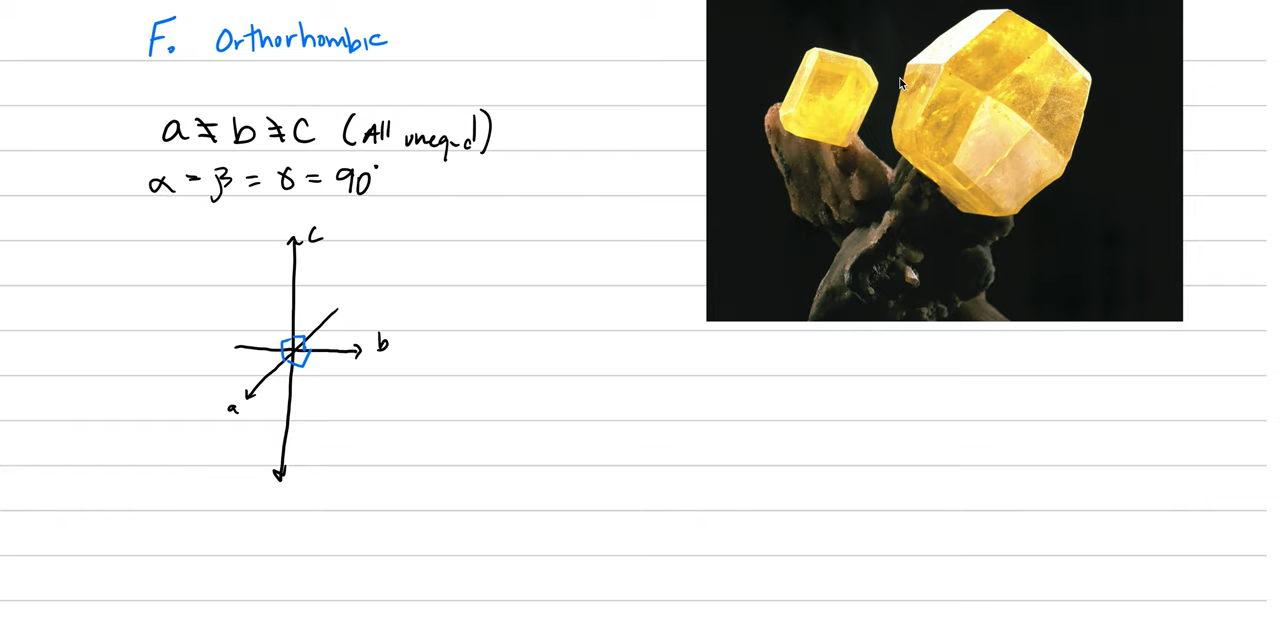 F. Orthorhombic
a ≠ b ≠ c (All unequal)
α = β = γ = 90°
c
b
a